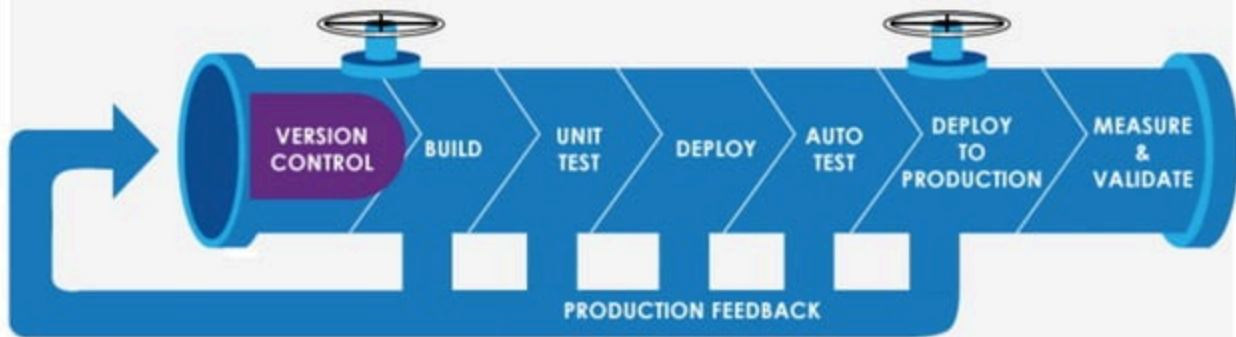 VERSION
CONTROL
BUILD
UNIT
TEST
DEPLOY
AUTO
TEST
DEPLOY
TO
PRODUCTION
MEASURE
&
VALIDATE
PRODUCTION FEEDBACK